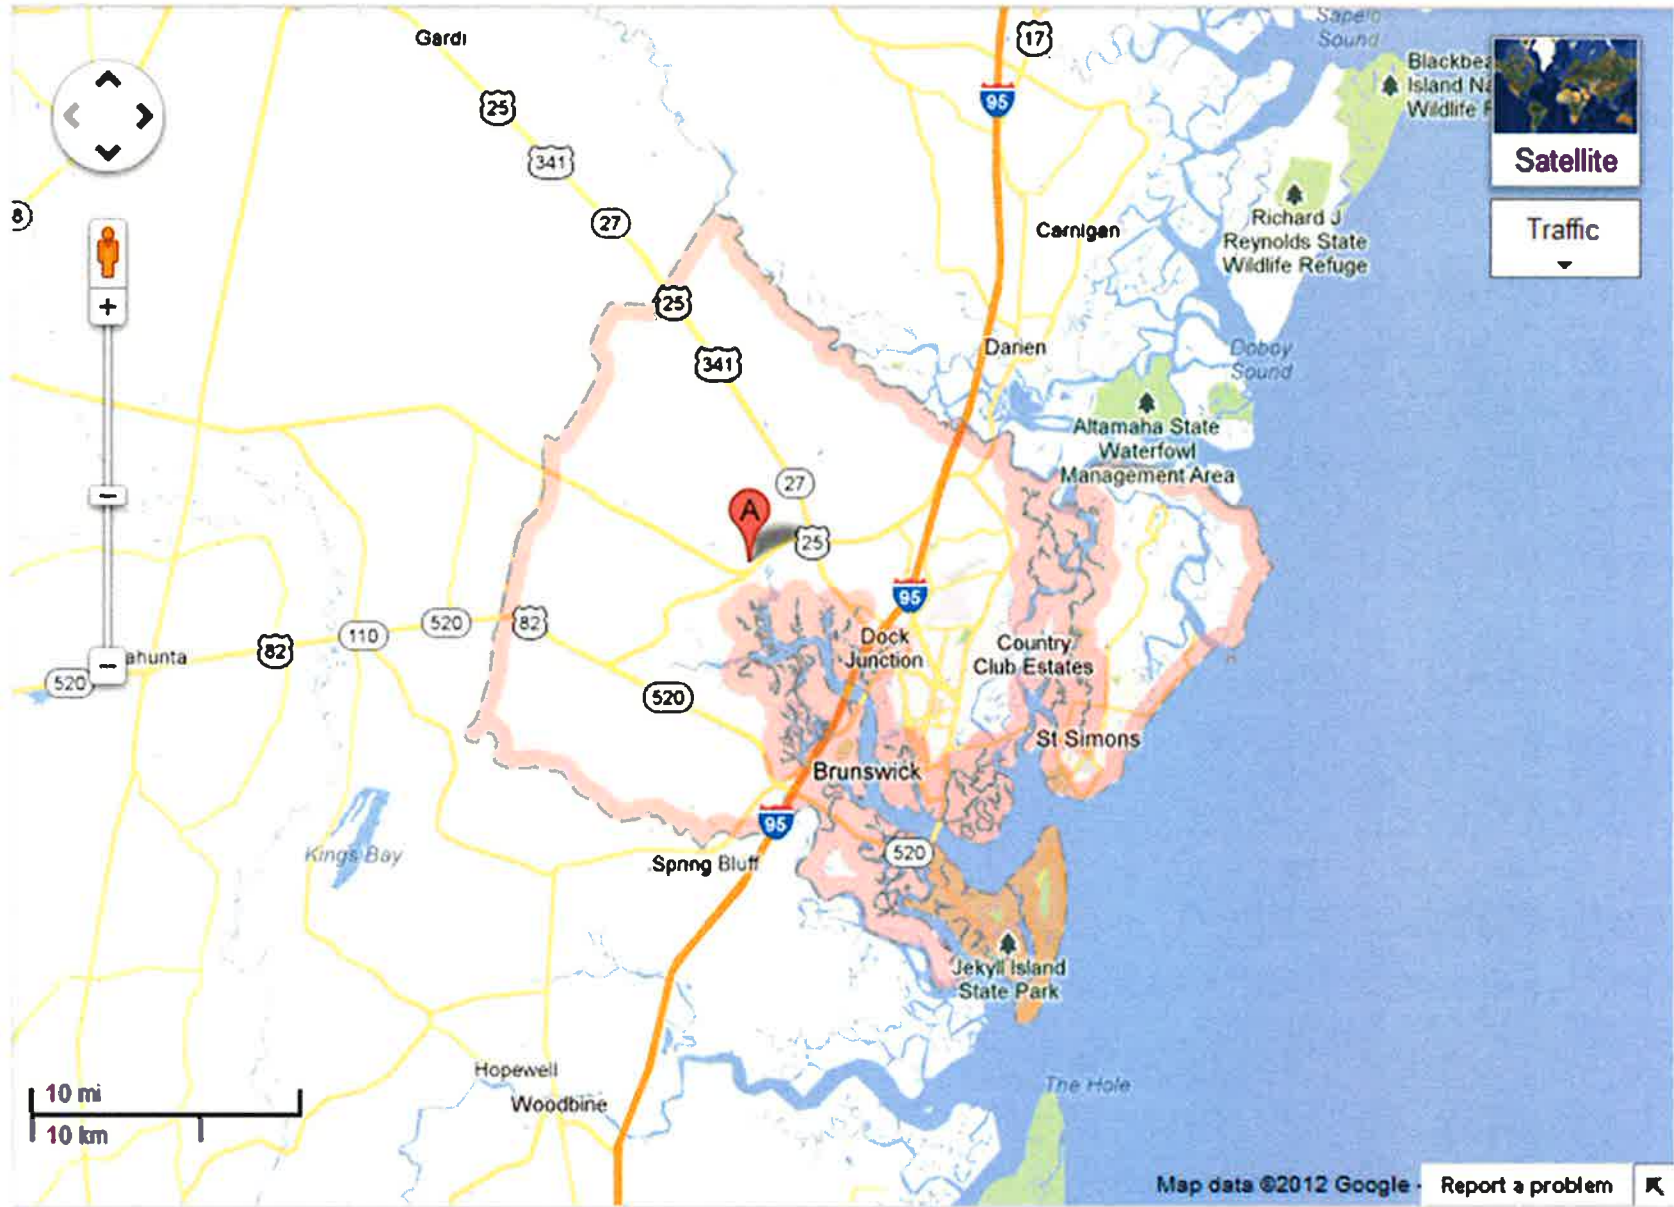 Gardi
17
Sapelo
Sound
95
Blackbea
Island Na
Wildlife R
25
341
Satellite
8
27
Carnigan
Richard J
Reynolds State
Wildlife Refuge
Traffic
25
+
341
Darien
Doboy
Sound
Altamaha State
Waterfowl
Management Area
27
A
25
95
82
110
520
82
ahunta
520
Dock
Junction
Country
Club Estates
520
St Simons
Brunswick
95
Kings Bay
Spring Bluff
520
Jekyll Island
State Park
Hopewell
Woodbine
The Hole
10 mi
10 km
Map data ©2012 Google -
Report a problem